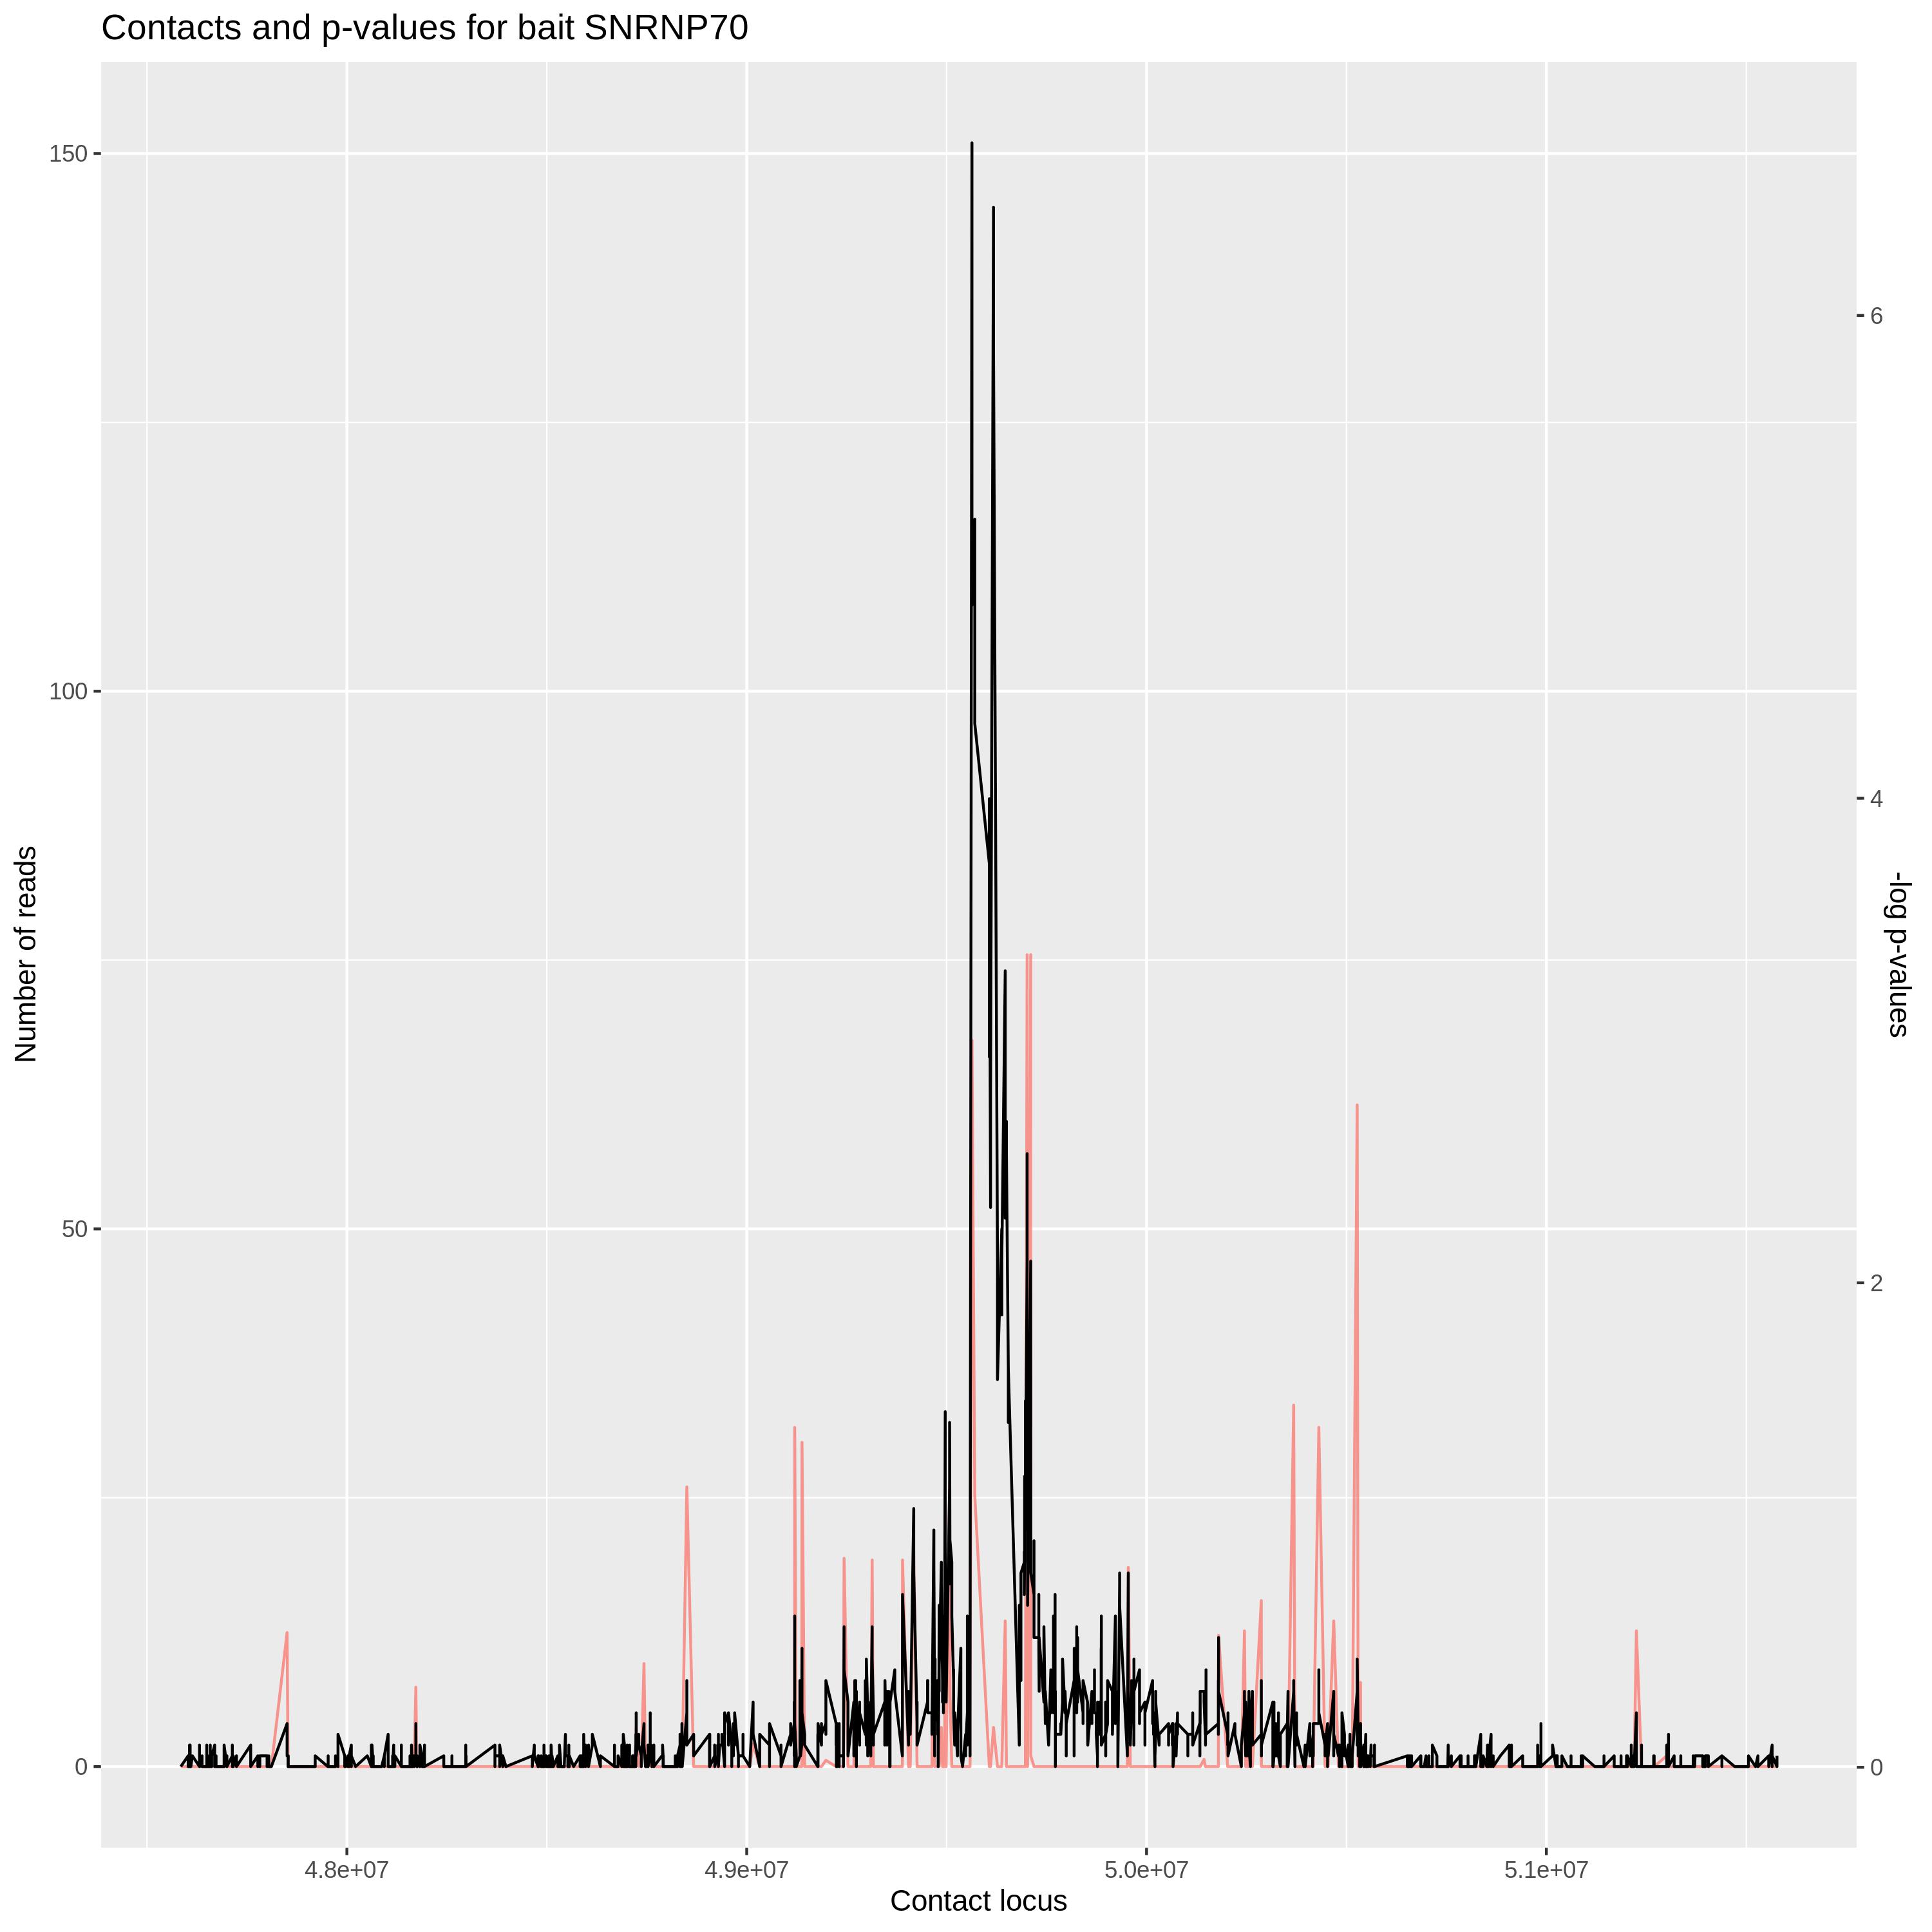 Contacts and p-values for bait SNRNP70
150
100
50
0
Number of reads
6
4
2
0
-log p-values
4.8e+07
4.9e+07
5.0e+07
5.1e+07
Contact locus